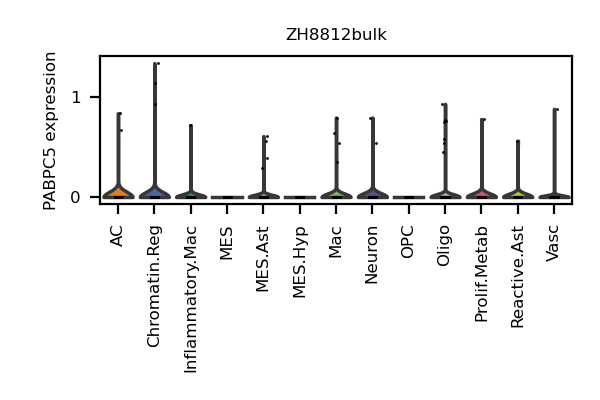 ZH8812bulk
PABPC5 expression
1
0
AC
Chromatin.Reg
Inflammatory.Mac
MES
MES.Ast
MES.Hyp
Mac
Neuron
OPC
Oligo
Prolif.Metab
Reactive.Ast
Vasc